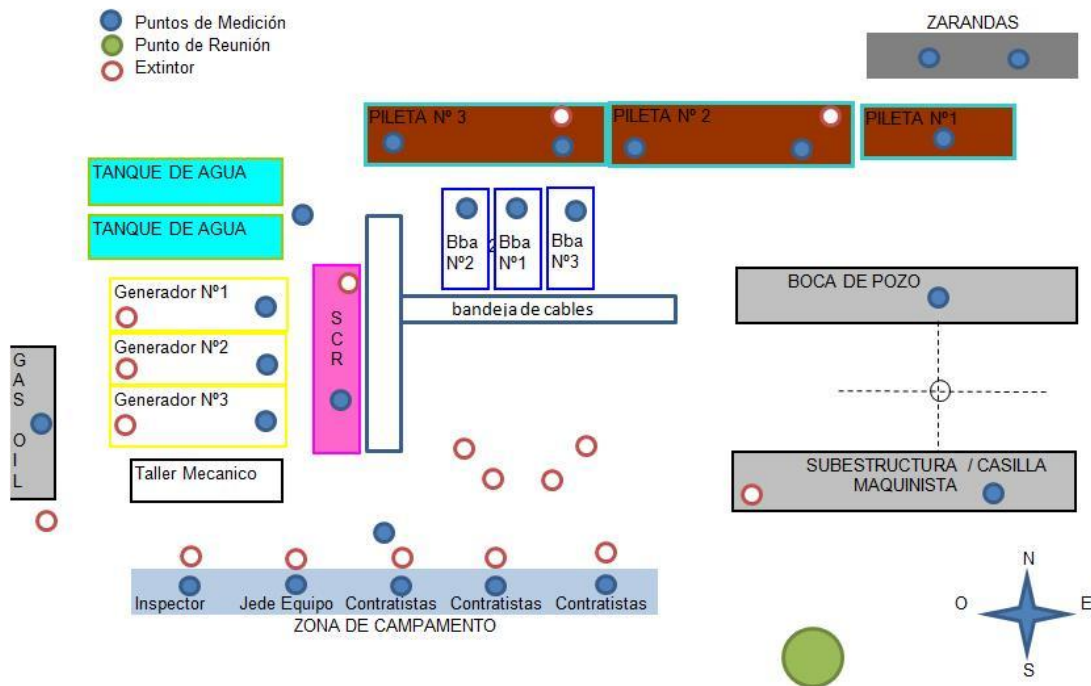 Puntos de Medición
Punto de Reunión
Extintor
ZARANDAS
PILETA Nº 3
PILETA Nº 2
PILETA Nº1
TANQUE DE AGUA
TANQUE DE AGUA
Bba
Nº2
2
Bba
Nº1
Bba
Nº3
Generador Nº1
Generador Nº2
Generador Nº3
S
C
R
bandeja de cables
BOCA DE POZO
G
A
S
O
I
L
Taller Mecanico
SUBESTRUCTURA / CASILLA
MAQUINISTA
Inspector
Jede Equipo
Contratistas
Contratistas
Contratistas
ZONA DE CAMPAMENTO
N
O
E
S